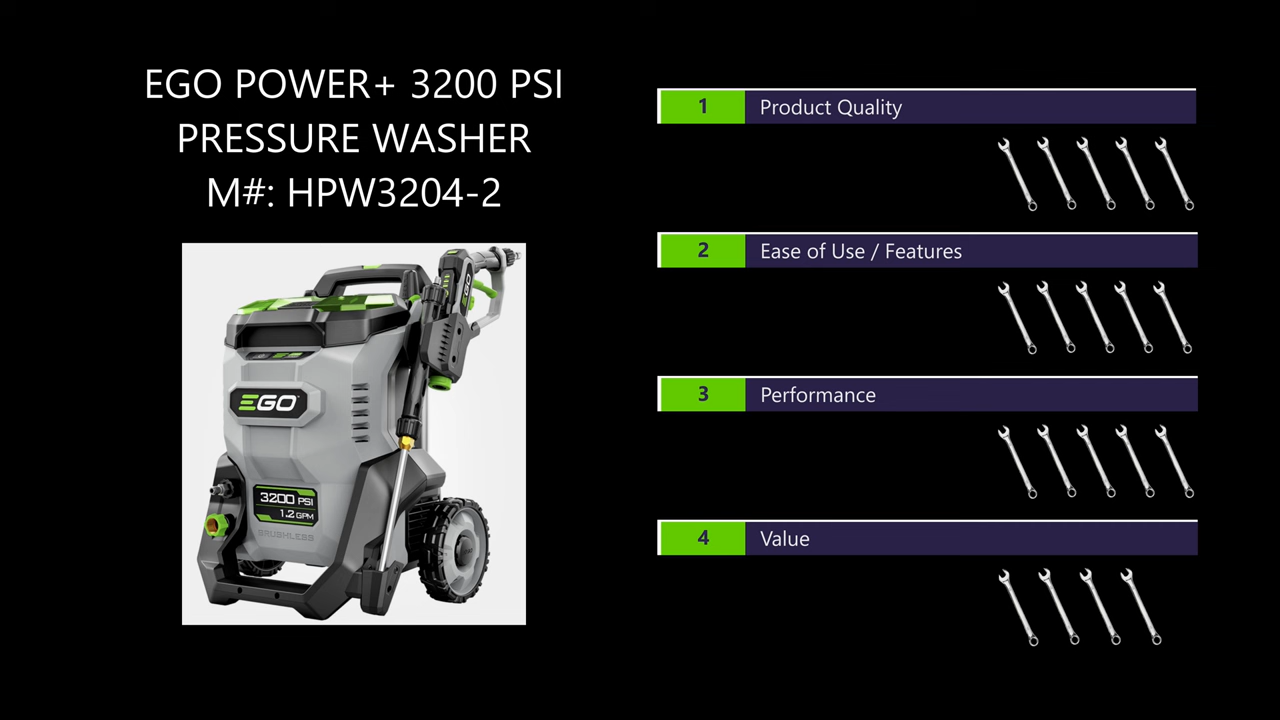 EGO POWER+ 3200 PSI
PRESSURE WASHER
M#: HPW3204-2
EGO
EGO
3200 PSI
1.2 GPM
BRUSHLESS
1 Product Quality
2 Ease of Use / Features
3 Performance
4 Value